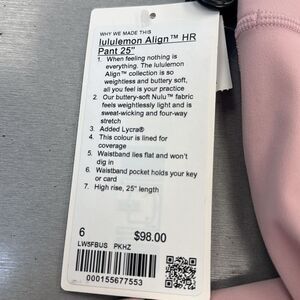 WHY WE MADE THIS
lululemon Align™ HR
Pant 25"
1. When feeling nothing is
everything. The lululemon
Align™ collection is so
weightless and buttery soft,
all you feel is your practice
2. Our buttery-soft Nulu™ fabric
feels weightlessly light and is
sweat-wicking and four-way
stretch
3. Added Lycra®
4. This colour is lined for
coverage
5. Waistband lies flat and won't
dig in
6. Waistband pocket holds your key
or card
7. High rise, 25" length
6 $98.00
LW5FBUS PKHZ
000155677553